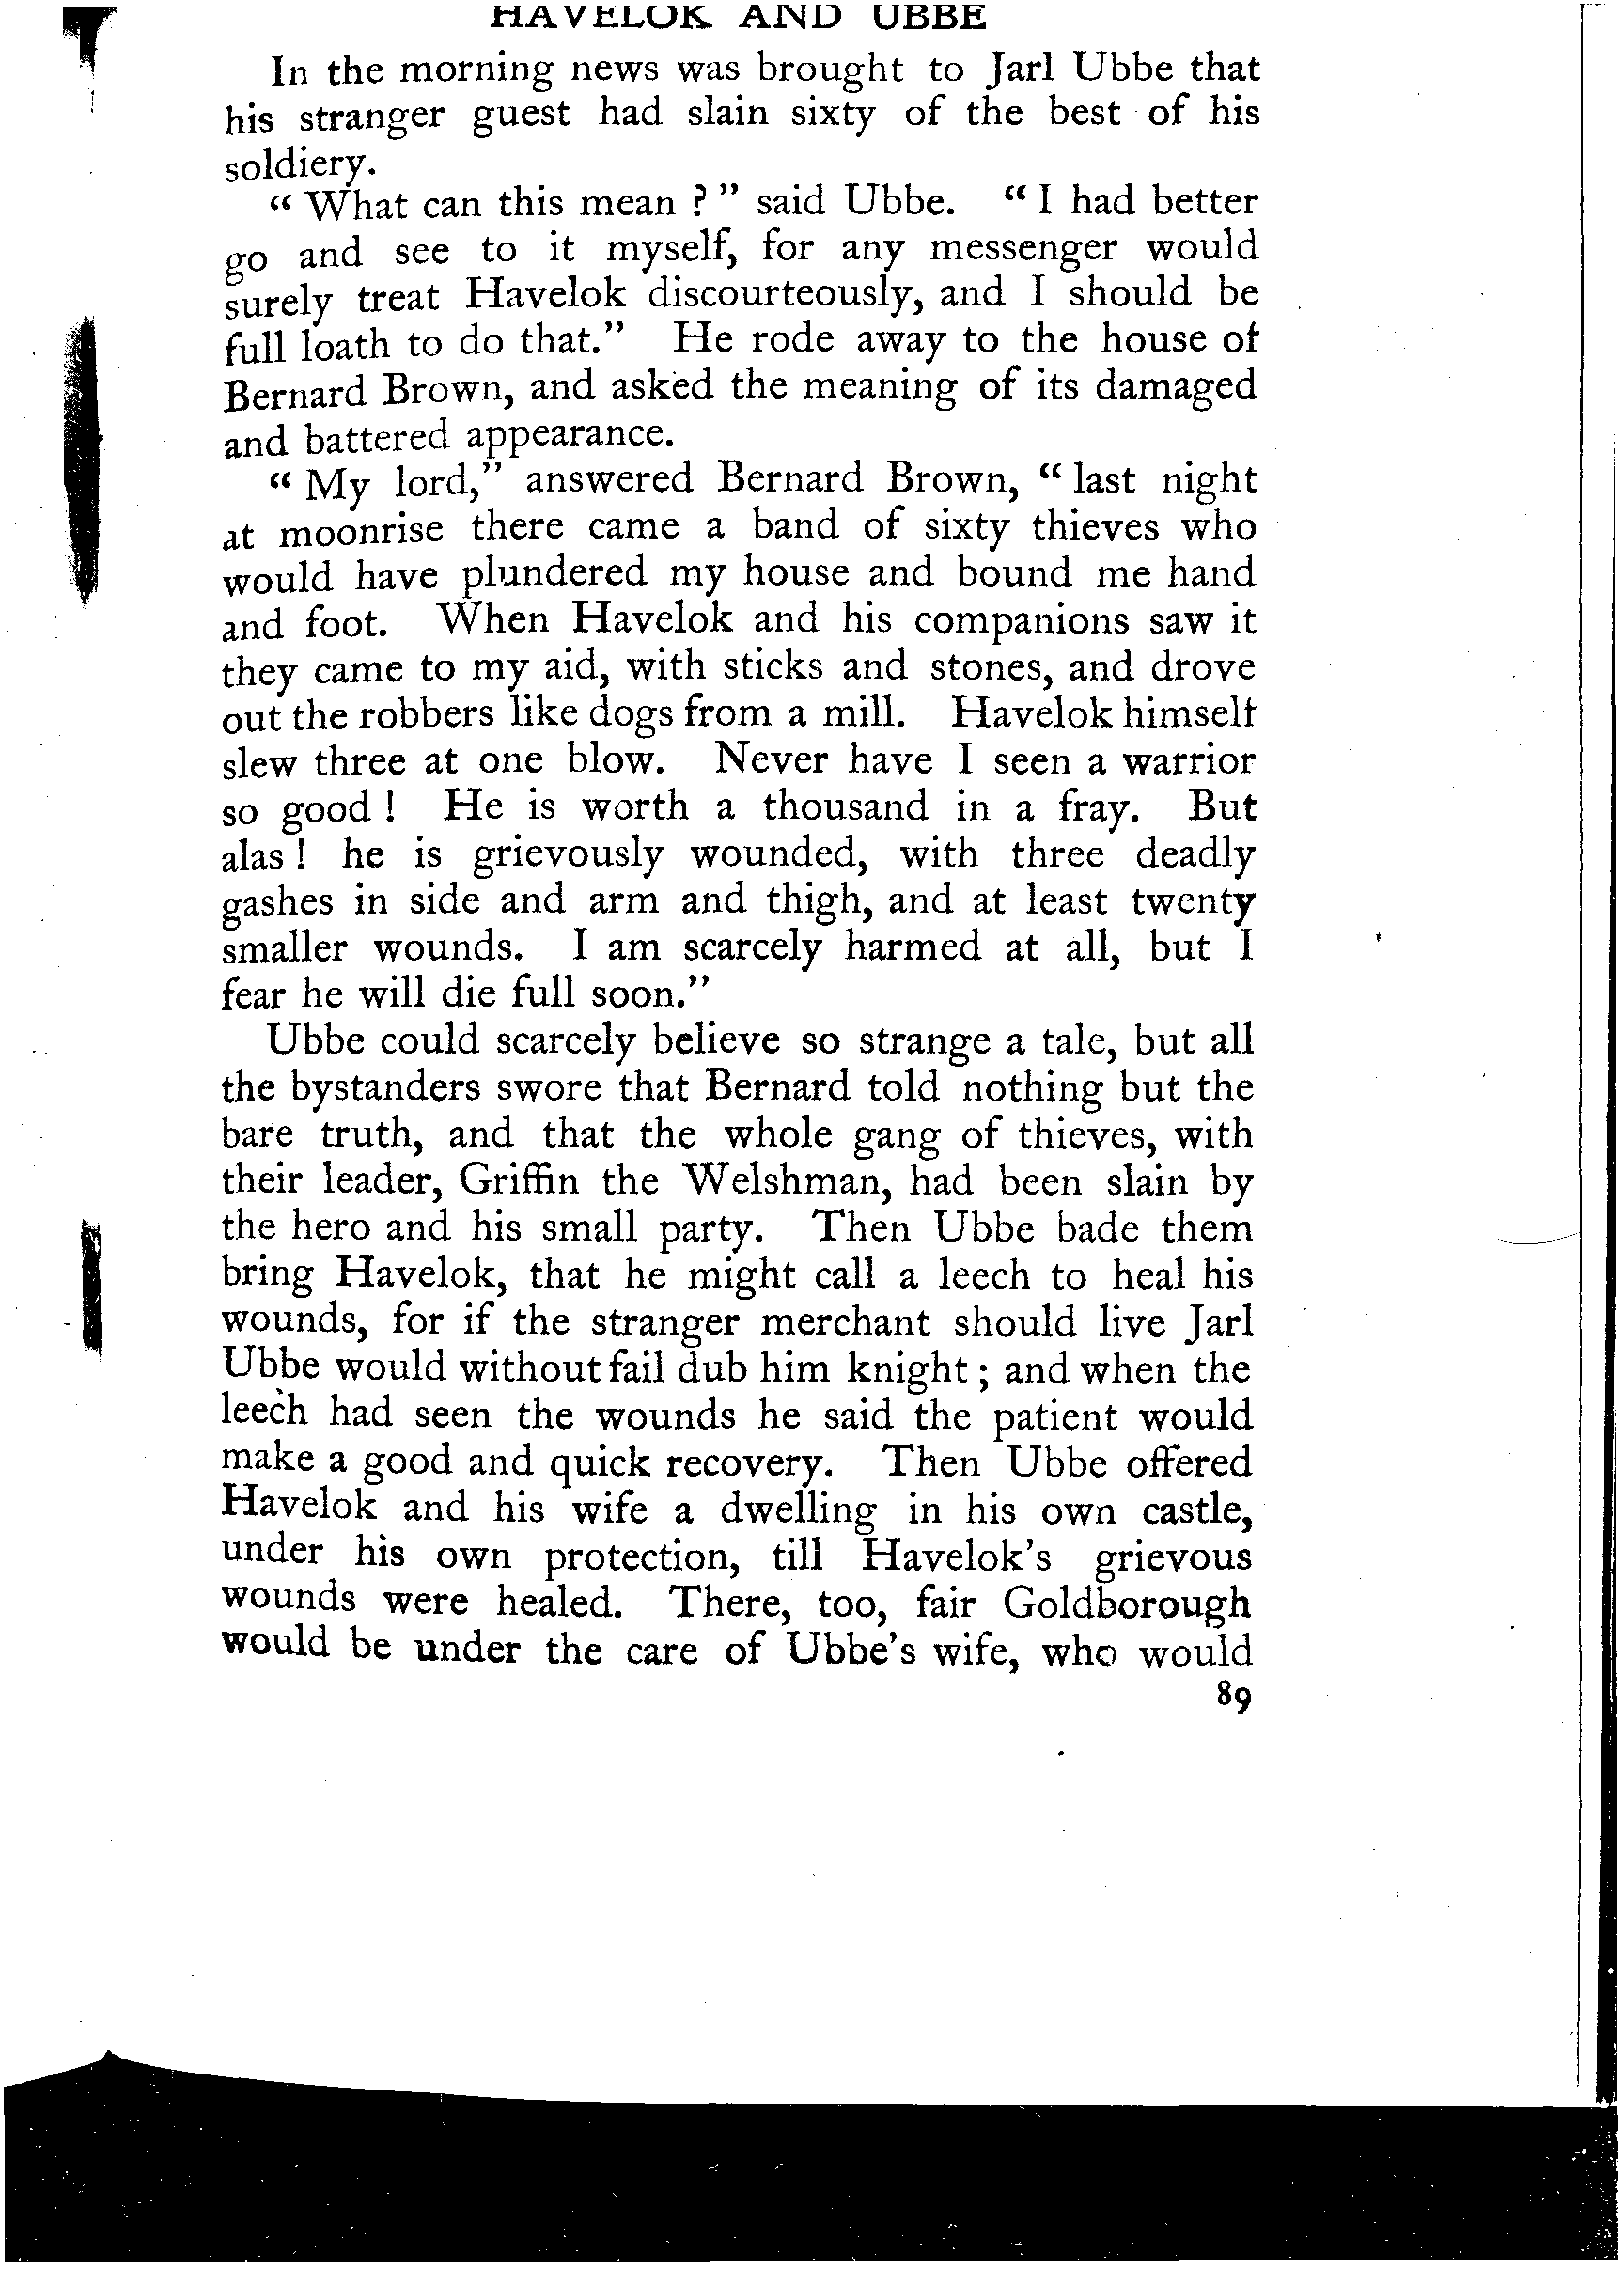 HAVELOK AND UBBE
In the morning news was brought to Jarl Ubbe that
his stranger guest had slain sixty of the best of his
soldiery.
“ What can this mean ? ” said Ubbe. “ I had better
go and see to it myself, for any messenger would
surely treat Havelok discourteously, and I should be
full loath to do that.” He rode away to the house of
Bernard Brown, and asked the meaning of its damaged
and battered appearance.
“ My lord,” answered Bernard Brown, “ last night
at moonrise there came a band of sixty thieves who
would have plundered my house and bound me hand
and foot. When Havelok and his companions saw it
they came to my aid, with sticks and stones, and drove
out the robbers like dogs from a mill. Havelok himself
slew three at one blow. Never have I seen a warrior
so good ! He is worth a thousand in a fray. But
alas ! he is grievously wounded, with three deadly
gashes in side and arm and thigh, and at least twenty
smaller wounds. I am scarcely harmed at all, but I
fear he will die full soon.”
Ubbe could scarcely believe so strange a tale, but all
the bystanders swore that Bernard told nothing but the
bare truth, and that the whole gang of thieves, with
their leader, Griffin the Welshman, had been slain by
the hero and his small party. Then Ubbe bade them
bring Havelok, that he might call a leech to heal his
wounds, for if the stranger merchant should live Jarl
Ubbe would without fail dub him knight ; and when the
leech had seen the wounds he said the patient would
make a good and quick recovery. Then Ubbe offered
Havelok and his wife a dwelling in his own castle,
under his own protection, till Havelok’s grievous
wounds were healed. There, too, fair Goldborough
would be under the care of Ubbe’s wife, who would
89